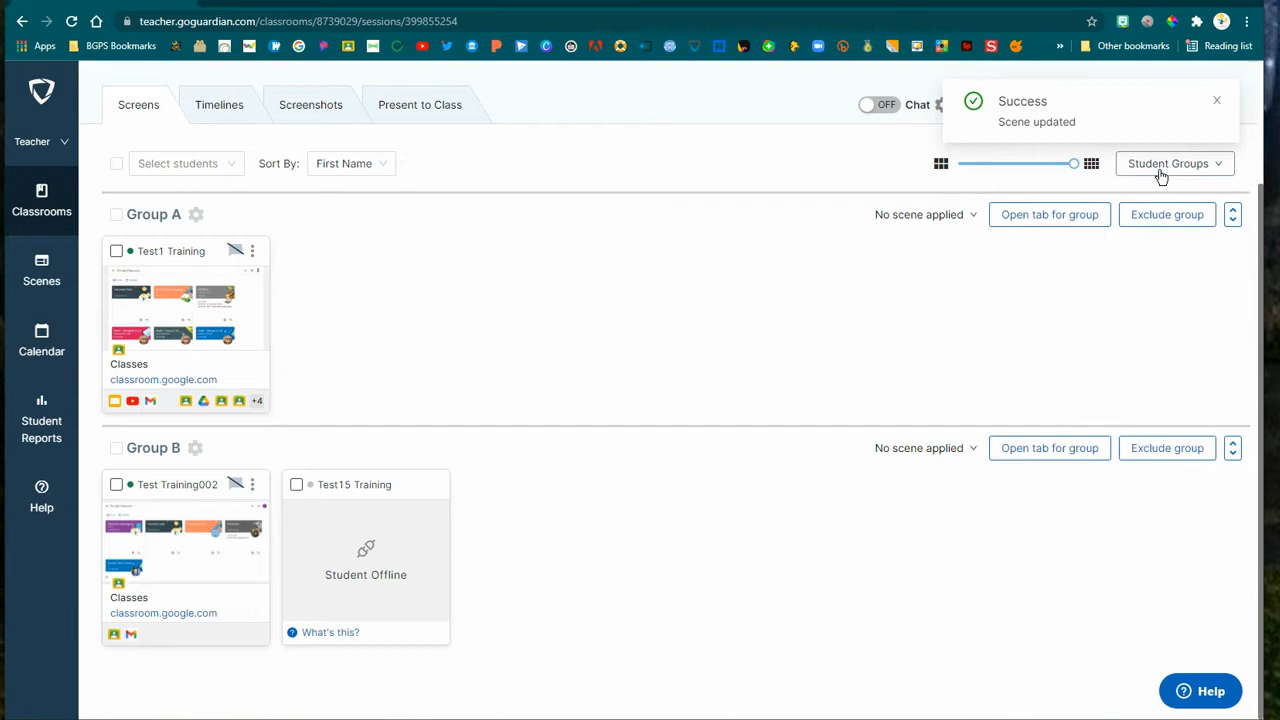 teacher.goguardian.com/classrooms/8739029/sessions/399855254
Apps
BGPS Bookmarks
»
Other bookmarks
Reading list
Teacher
Classrooms
Scenes
Calendar
Student
Reports
Help
Screens
Timelines
Screenshots
Present to Class
OFF
Chat
Success
Scene updated
Select students
Sort By:
First Name
Student Groups
Group A
No scene applied
Open tab for group
Exclude group
Test1 Training
Classes
classroom.google.com
+4
Group B
No scene applied
Open tab for group
Exclude group
Test Training002
Classes
classroom.google.com
Test15 Training
Student Offline
What's this?
Help